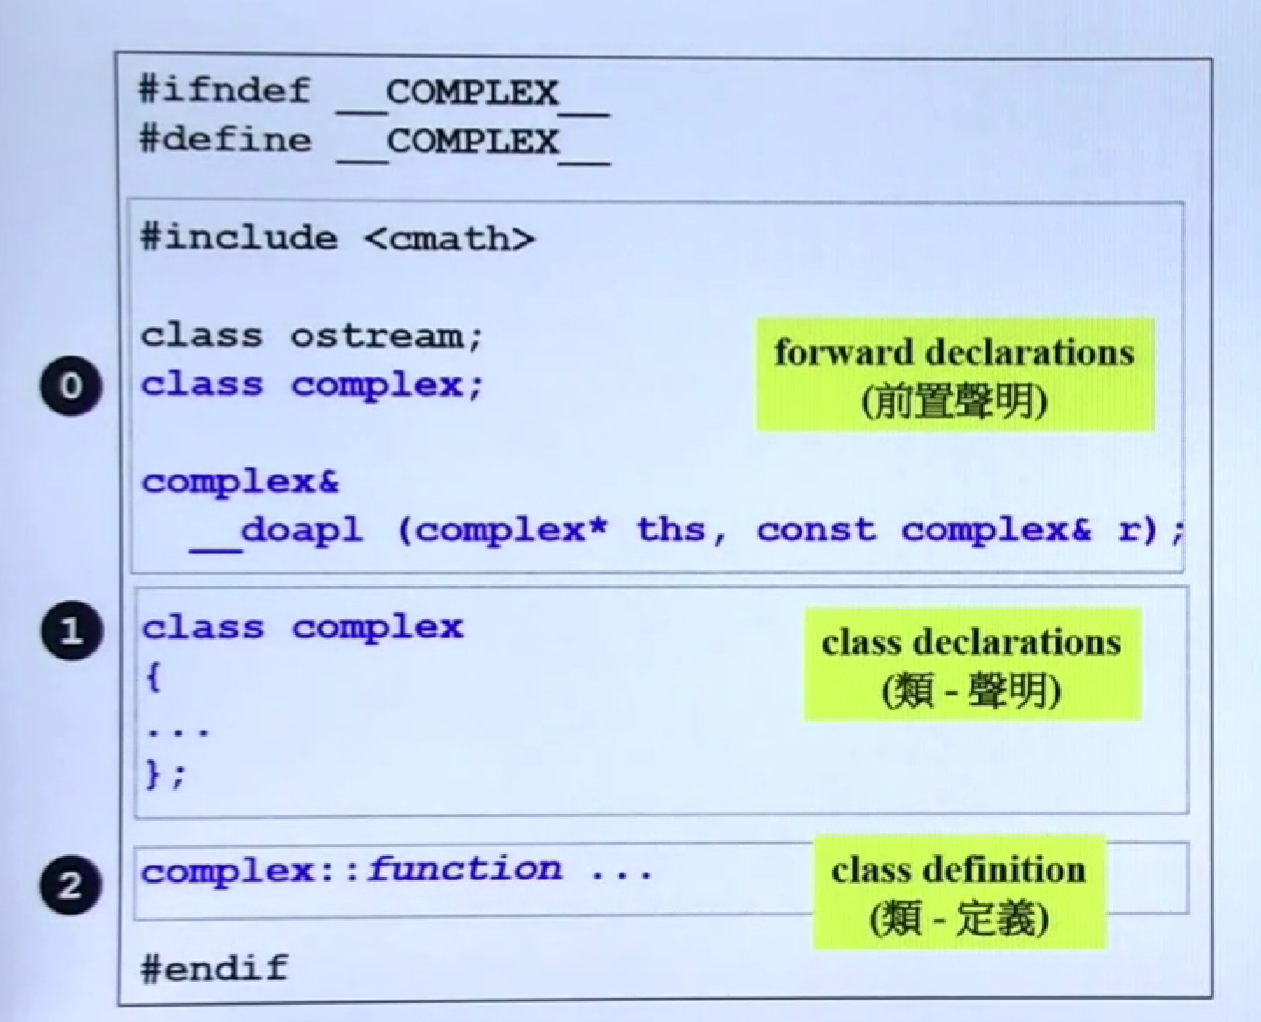 #ifndef __COMPLEX__
#define __COMPLEX__
#include <cmath>
class ostream;
class complex;
forward declarations
(前置聲明)
0
complex&
__doapl (complex* ths, const complex& r);
1
class complex
{
...
};
class declarations
(類 - 聲明)
2
complex::function ...
class definition
(類 - 定義)
#endif